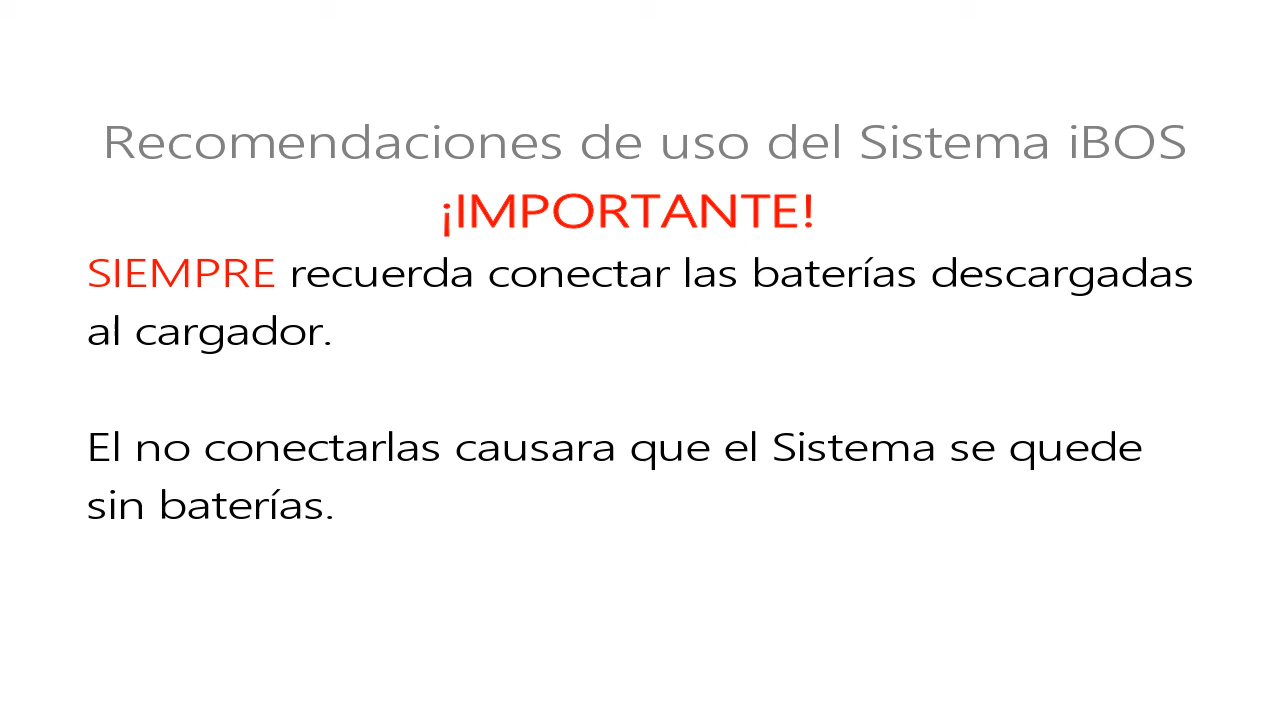 Recomendaciones de uso del Sistema iBOS
¡IMPORTANTE!
SIEMPRE recuerda conectar las baterías descargadas
al cargador.
El no conectarlas causara que el Sistema se quede
sin baterías.